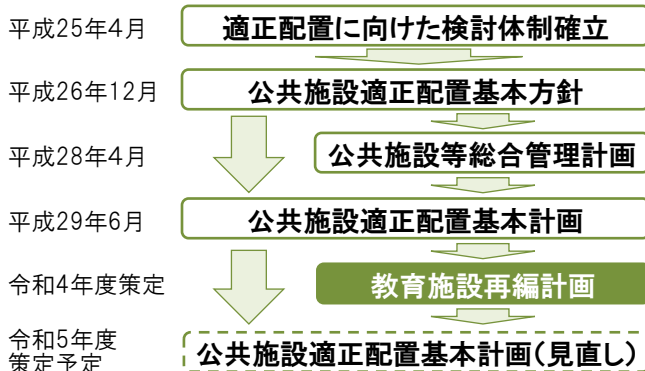 平成25年4月 適正配置に向けた検討体制確立
平成26年12月 公共施設適正配置基本方針
平成28年4月 公共施設等総合管理計画
平成29年6月 公共施設適正配置基本計画
令和4年度策定 教育施設再編計画
令和5年度
策定予定 公共施設適正配置基本計画(見直し)